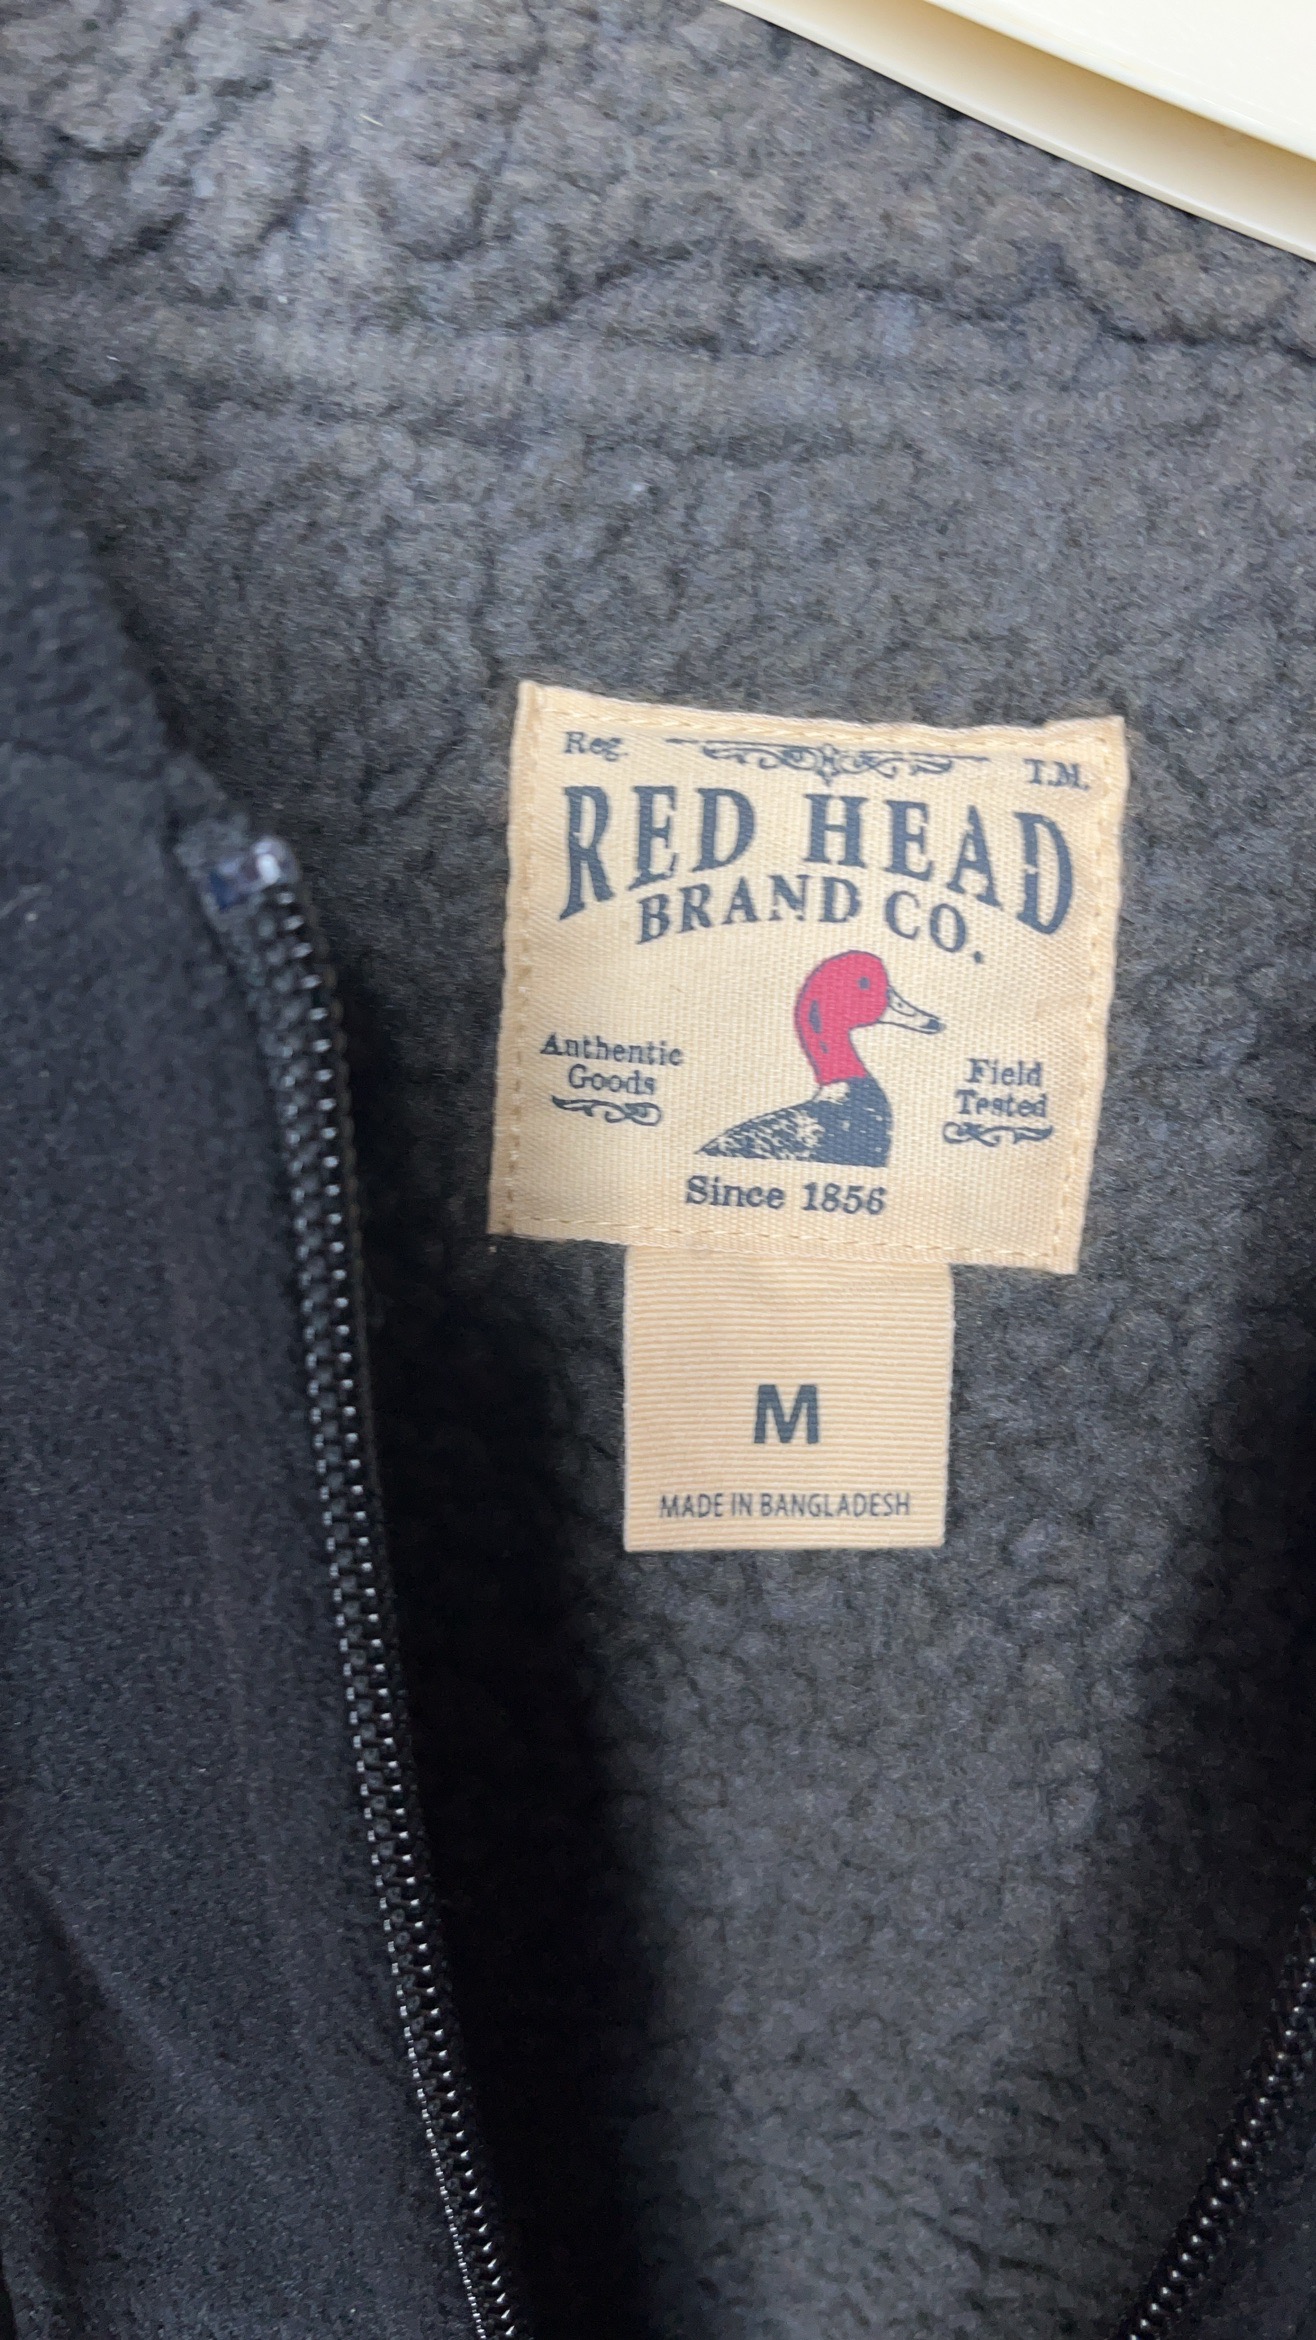 Reg. T.M.
RED HEAD
BRAND CO.
Authentic
Goods
Field
Tested
Since 1856
M
MADE IN BANGLADESH